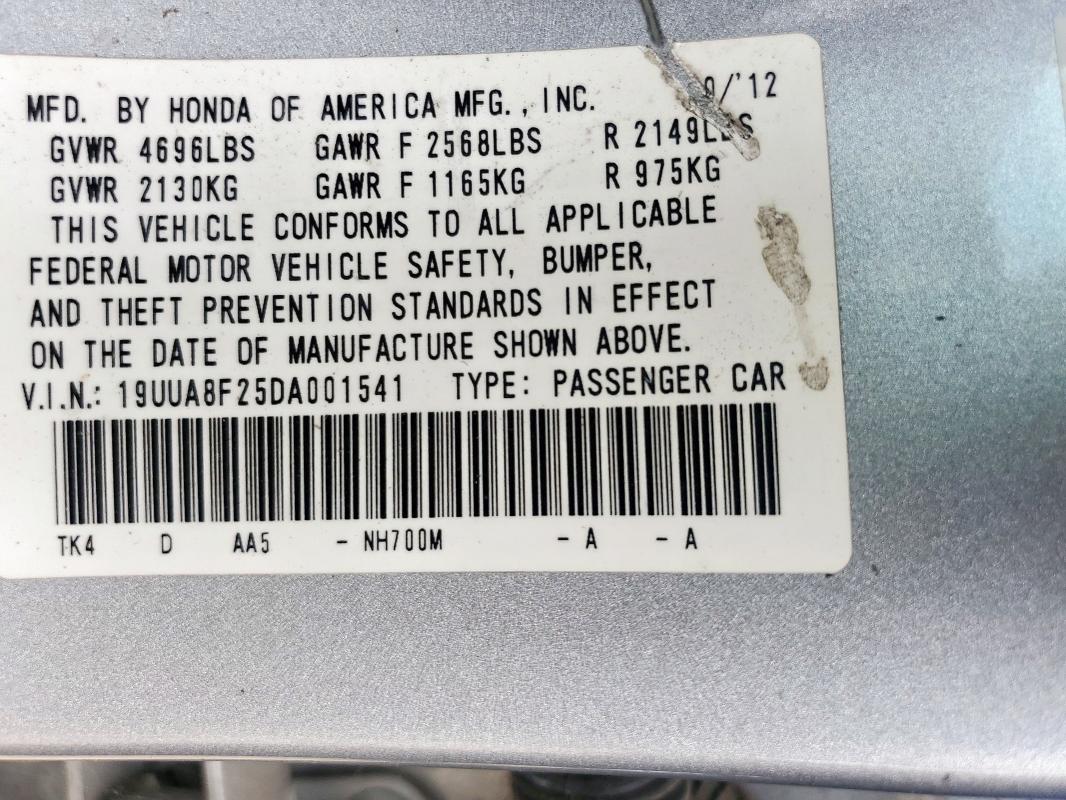 MFD. BY HONDA OF AMERICA MFG., INC. /'12
GVWR 4696LBS GAWR F 2568LBS R 2149LBS
GVWR 2130KG GAWR F 1165KG R 975KG
THIS VEHICLE CONFORMS TO ALL APPLICABLE
FEDERAL MOTOR VEHICLE SAFETY, BUMPER,
AND THEFT PREVENTION STANDARDS IN EFFECT
ON THE DATE OF MANUFACTURE SHOWN ABOVE.
V.I.N.: 19UUA8F25DA001541 TYPE: PASSENGER CAR
TK4 D AA5 - NH700M - A - A